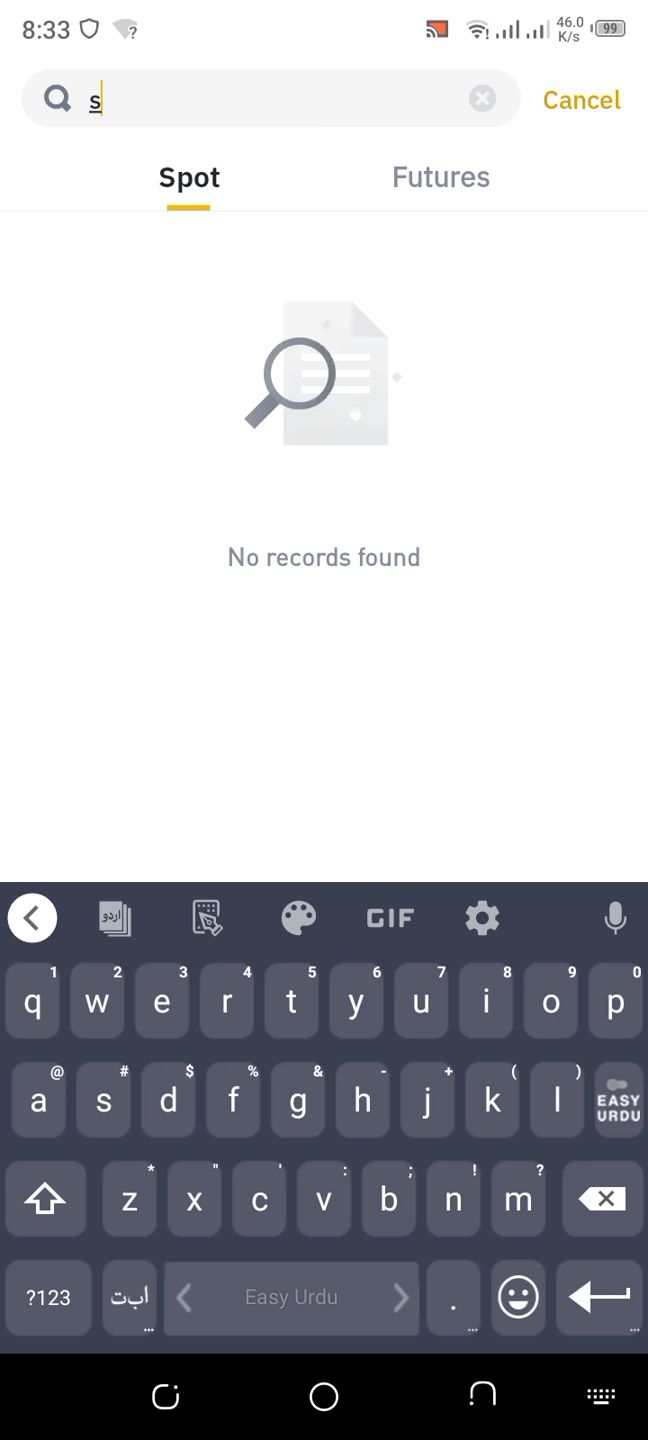 8:33 ? 46.0 K/s 99
s Cancel
Spot Futures
No records found
اردو GIF
1 2 3 4 5 6 7 8 9 0
q w e r t y u i o p
@ # $ % & - + ( )
a s d f g h j k l EASY URDU
* " ' : ; ! ?
z x c v b n m
?123 اب‌ت Easy Urdu .